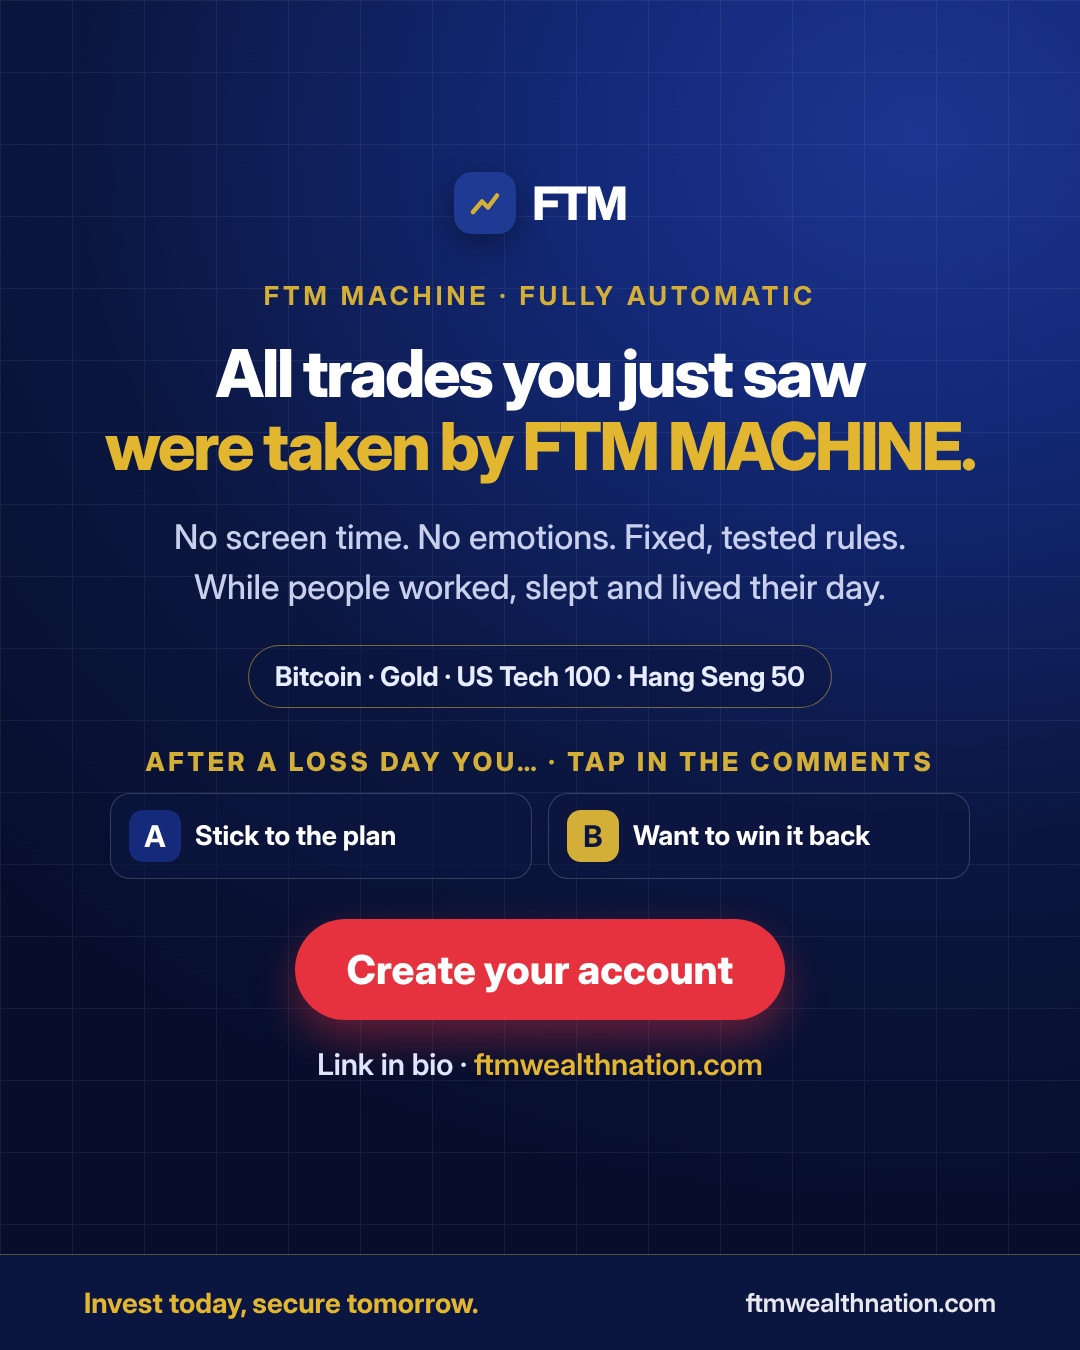 FTM
FTM MACHINE · FULLY AUTOMATIC
All trades you just saw
were taken by FTM MACHINE.
No screen time. No emotions. Fixed, tested rules.
While people worked, slept and lived their day.
Bitcoin · Gold · US Tech 100 · Hang Seng 50
AFTER A LOSS DAY YOU… · TAP IN THE COMMENTS
A Stick to the plan
B Want to win it back
Create your account
Link in bio · ftmwealthnation.com
Invest today, secure tomorrow.
ftmwealthnation.com